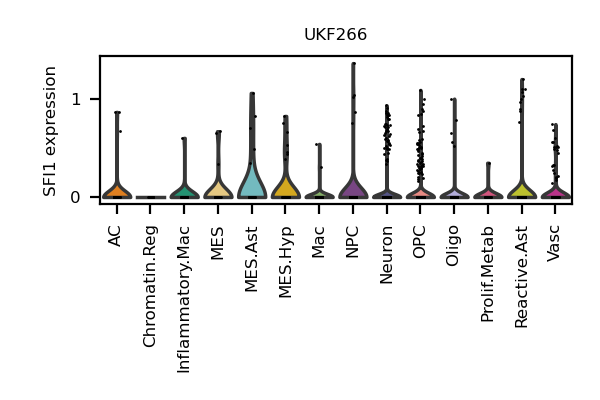 UKF266
SFI1 expression
1
0
AC
Chromatin.Reg
Inflammatory.Mac
MES
MES.Ast
MES.Hyp
Mac
NPC
Neuron
OPC
Oligo
Prolif.Metab
Reactive.Ast
Vasc